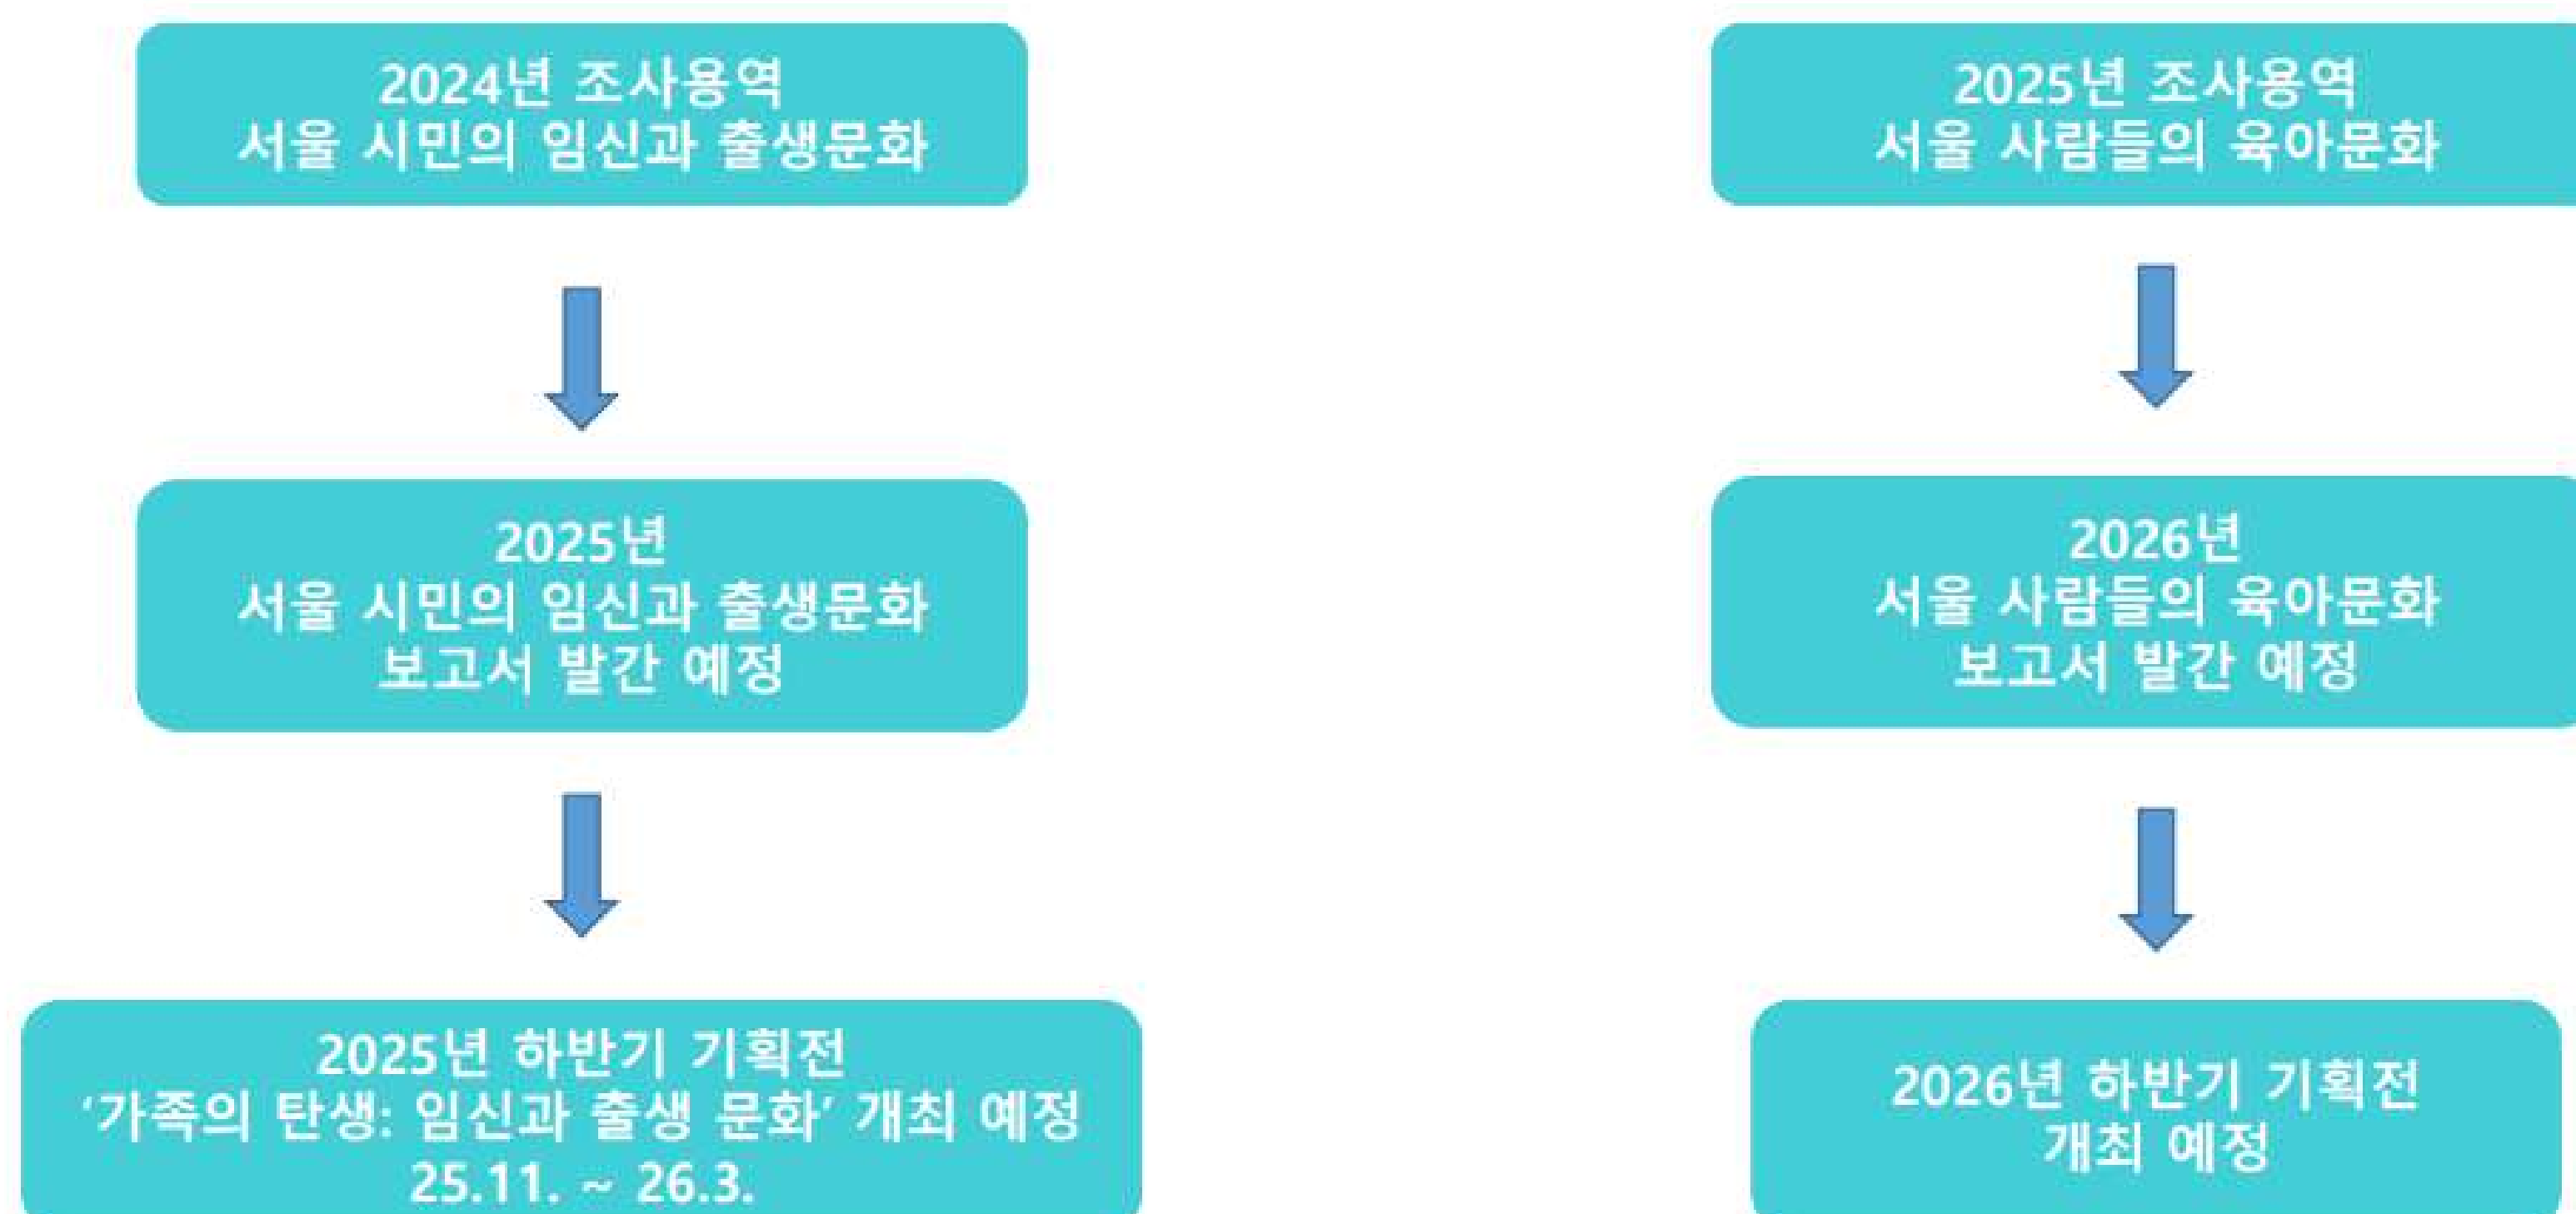 2024년 조사용역
서울 시민의 임신과 출생문화
2025년
서울 시민의 임신과 출생문화
보고서 발간 예정
2025년 하반기 기획전
‘가족의 탄생: 임신과 출생 문화’ 개최 예정
25.11. ~ 26.3.
2025년 조사용역
서울 사람들의 육아문화
2026년
서울 사람들의 육아문화
보고서 발간 예정
2026년 하반기 기획전
개최 예정